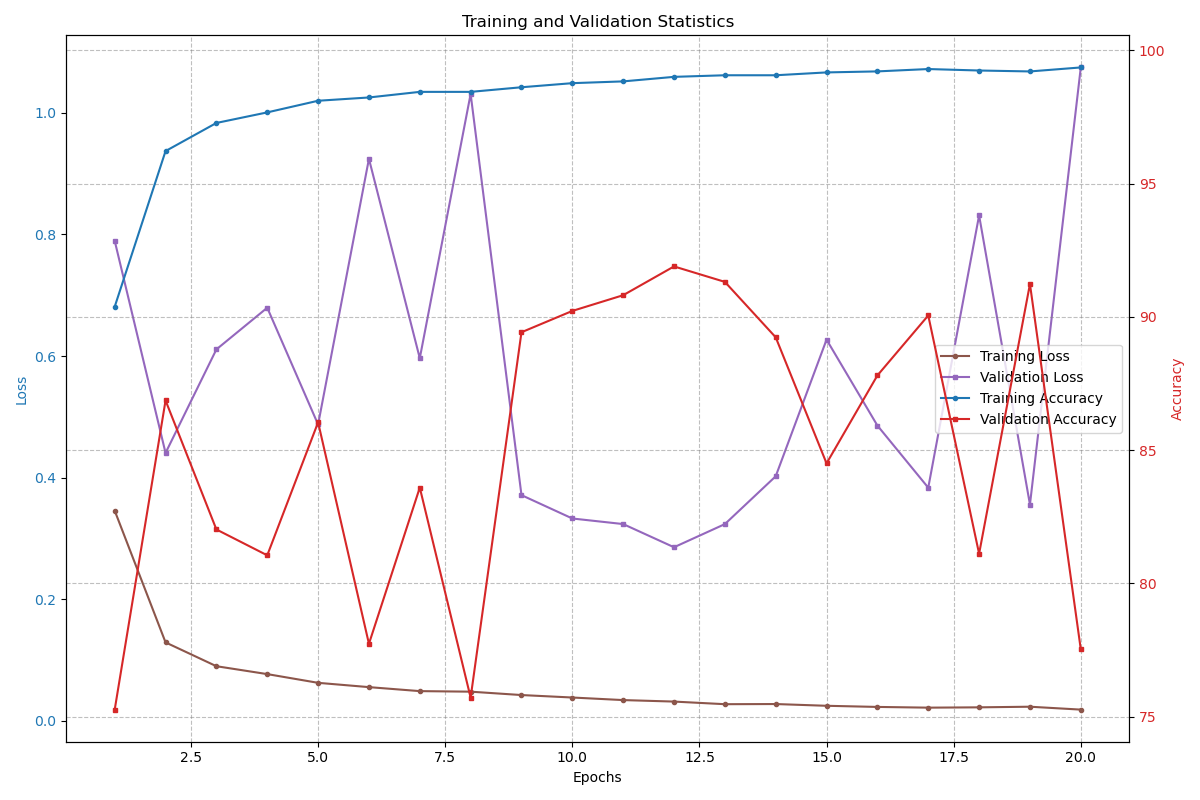 Training and Validation Statistics
100
1.0
95
0.8
90
0.6
Loss
Training Loss
Validation Loss
Training Accuracy
Validation Accuracy
Accuracy
85
0.4
80
0.2
75
0.0
2.5 5.0 7.5 10.0 12.5 15.0 17.5 20.0
Epochs